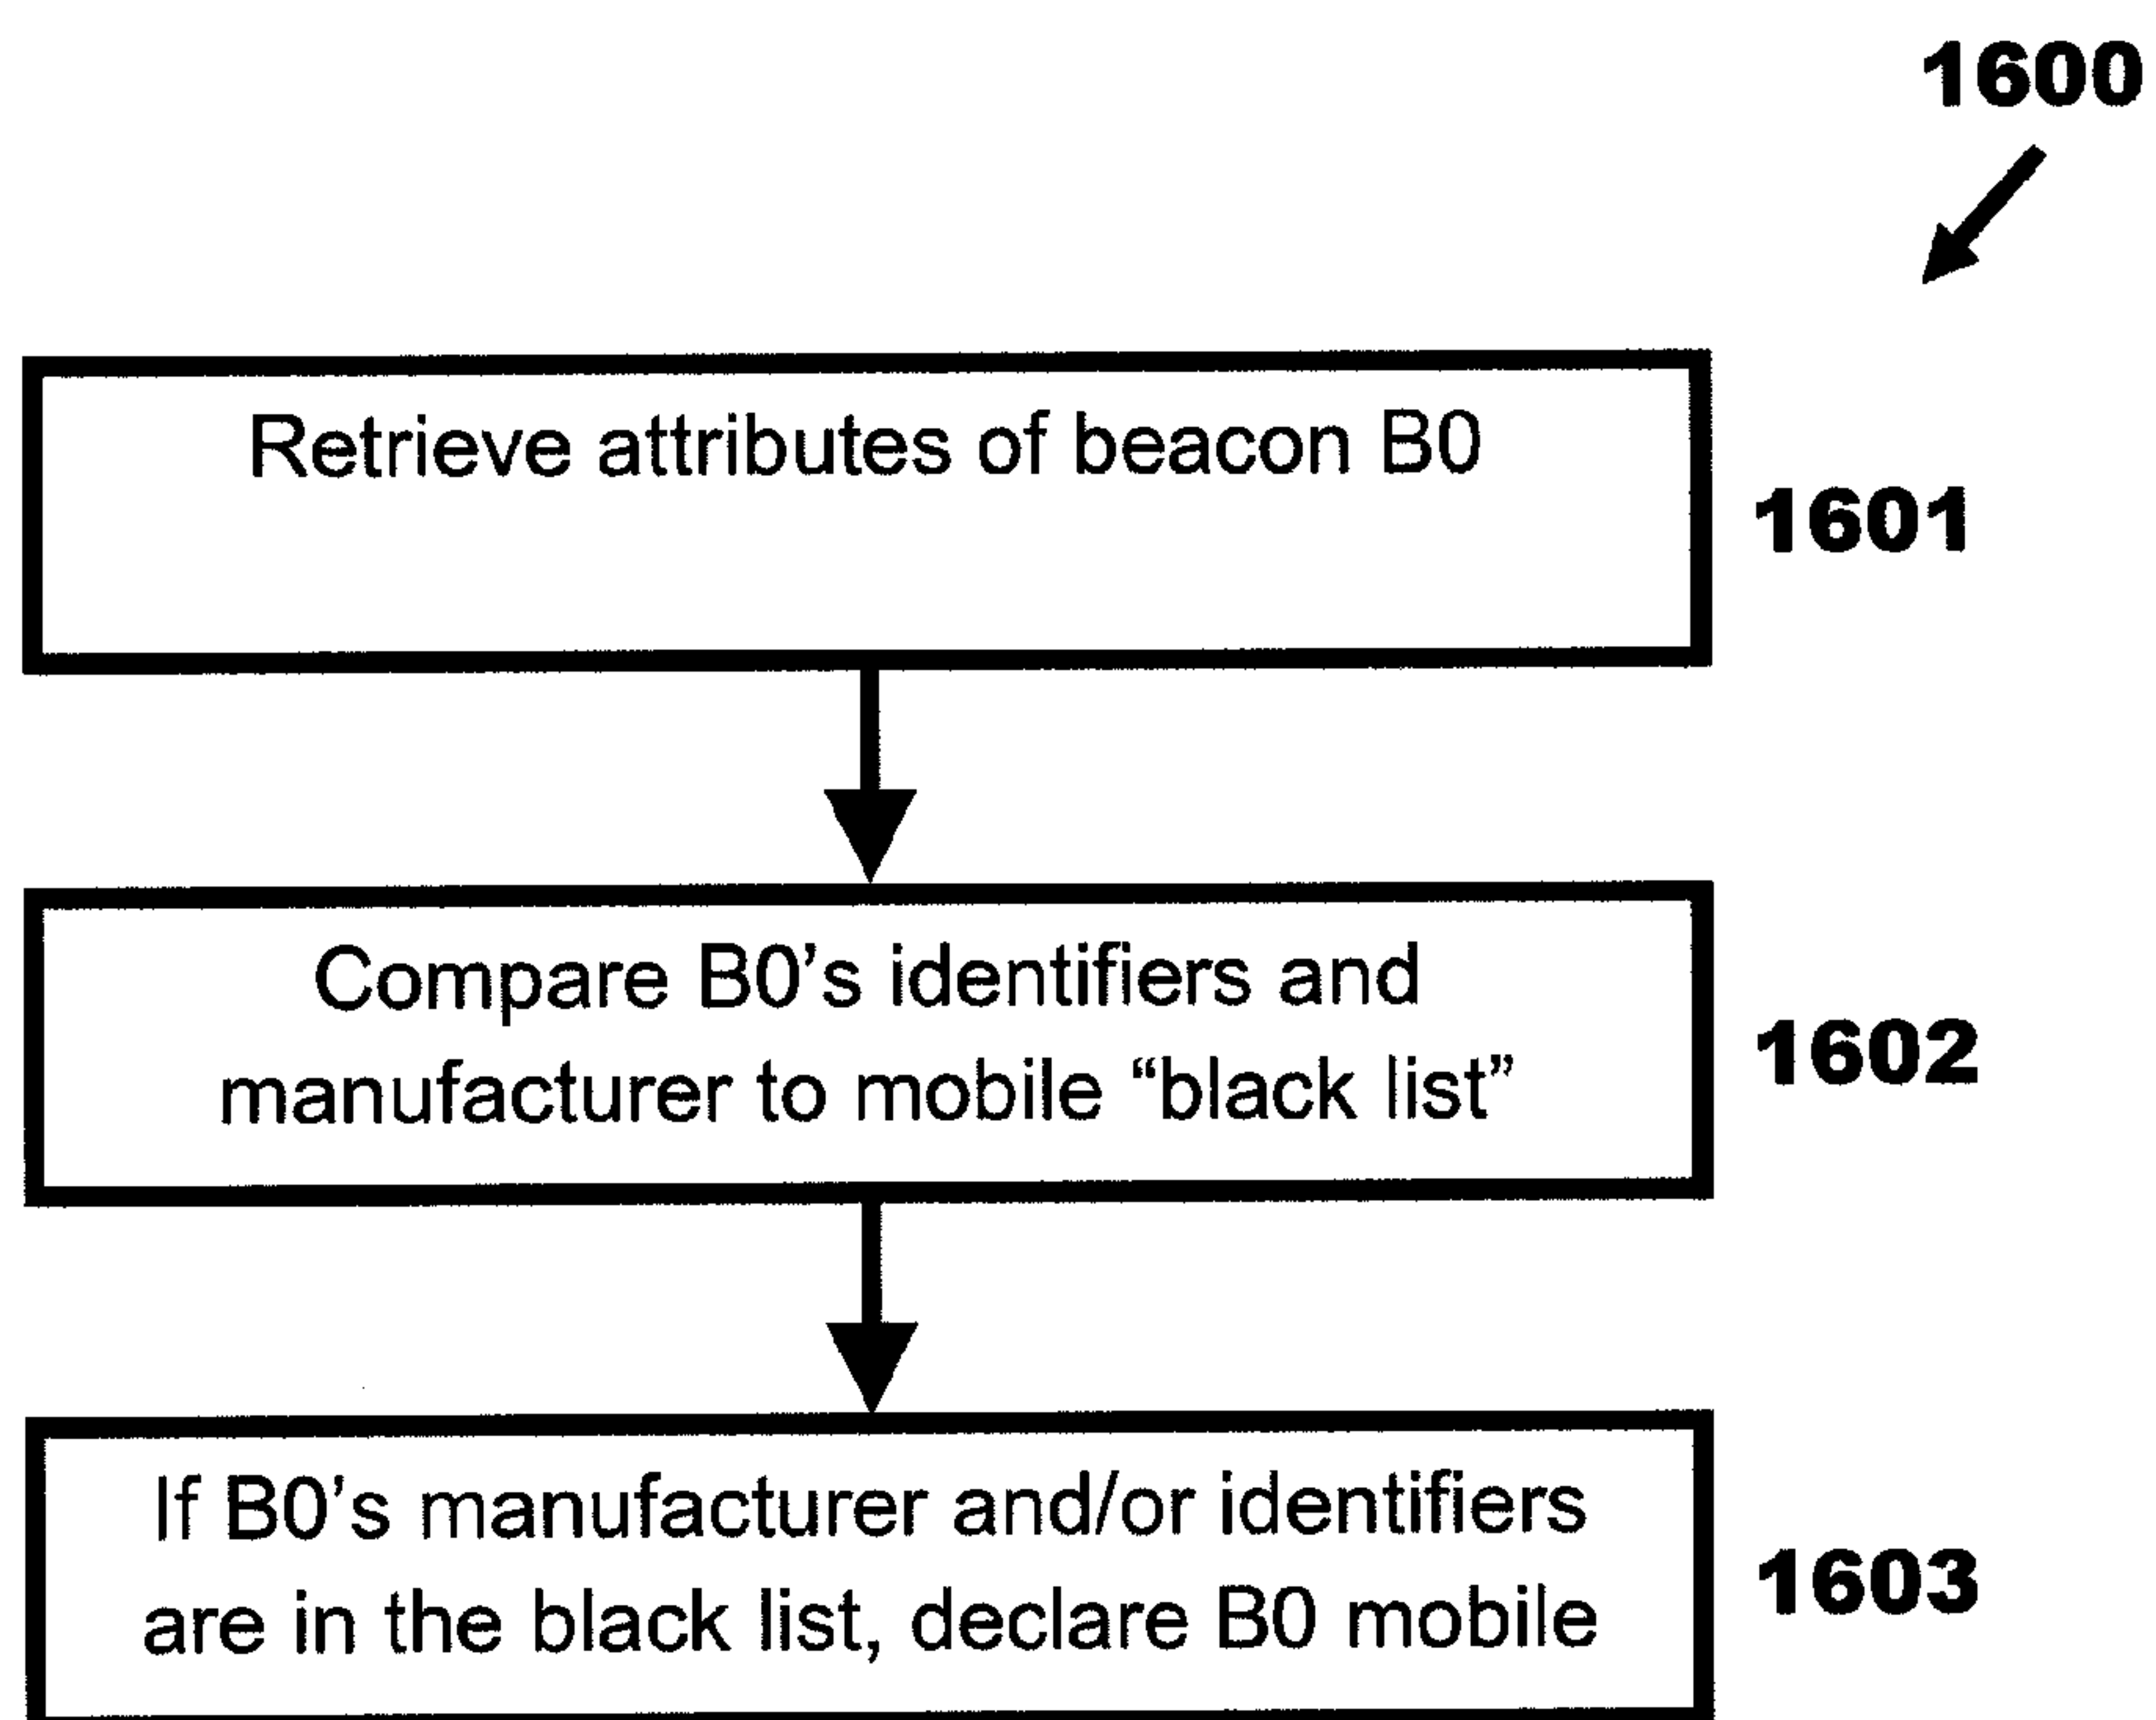 1600
Retrieve attributes of beacon B0
1601
Compare B0’s identifiers and
manufacturer to mobile “black list”
1602
If B0’s manufacturer and/or identifiers
are in the black list, declare B0 mobile
1603